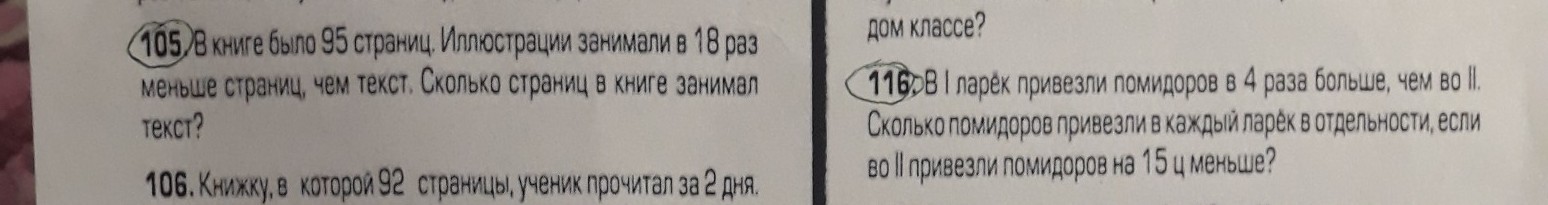 105. В книге было 95 страниц. Иллюстрации занимали в 18 раз
меньше страниц, чем текст. Сколько страниц в книге занимал
текст?
106. Книжку, в которой 92 страницы, ученик прочитал за 2 дня.
дом классе?
116. В I ларёк привезли помидоров в 4 раза больше, чем во II.
Сколько помидоров привезли в каждый ларёк в отдельности, если
во II привезли помидоров на 15 ц меньше?